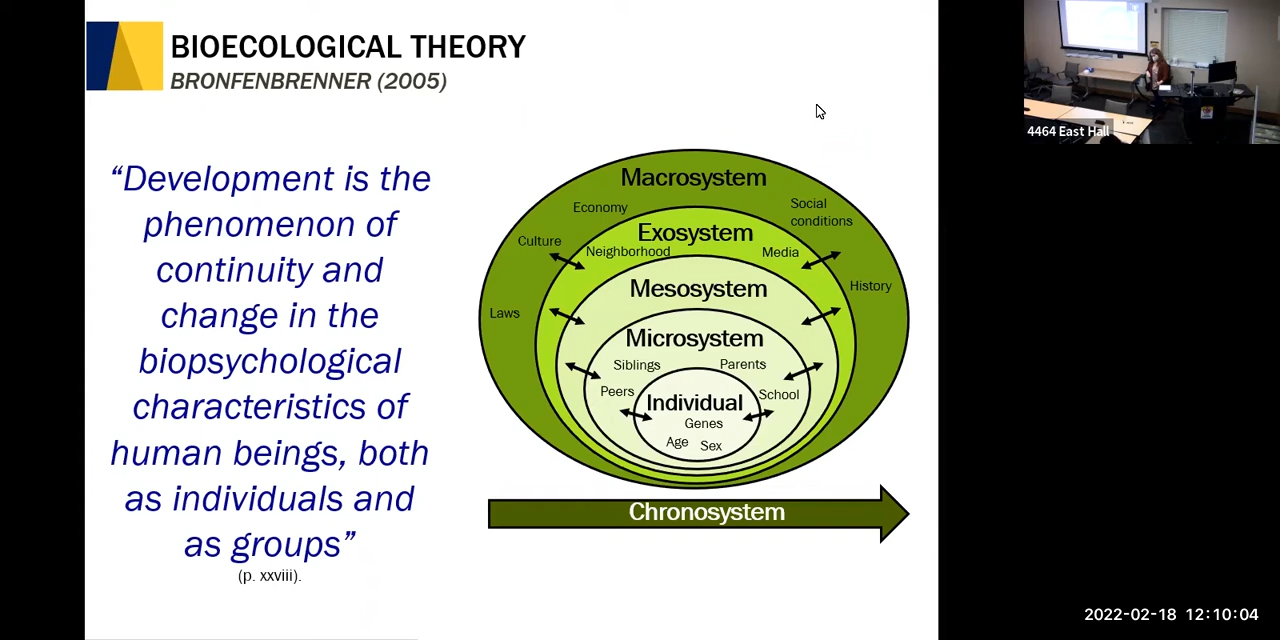 BIOECOLOGICAL THEORY
BRONFENBRENNER (2005)
“Development is the
phenomenon of
continuity and
change in the
biopsychological
characteristics of
human beings, both
as individuals and
as groups”
(p. xxviii).
Macrosystem
Economy
Social
conditions
Culture
History
Laws
Exosystem
Neighborhood
Media
Mesosystem
Microsystem
Siblings
Parents
Peers
School
Individual
Genes
Age
Sex
Chronosystem
4464 East Hall
2022-02-18 12:10:04